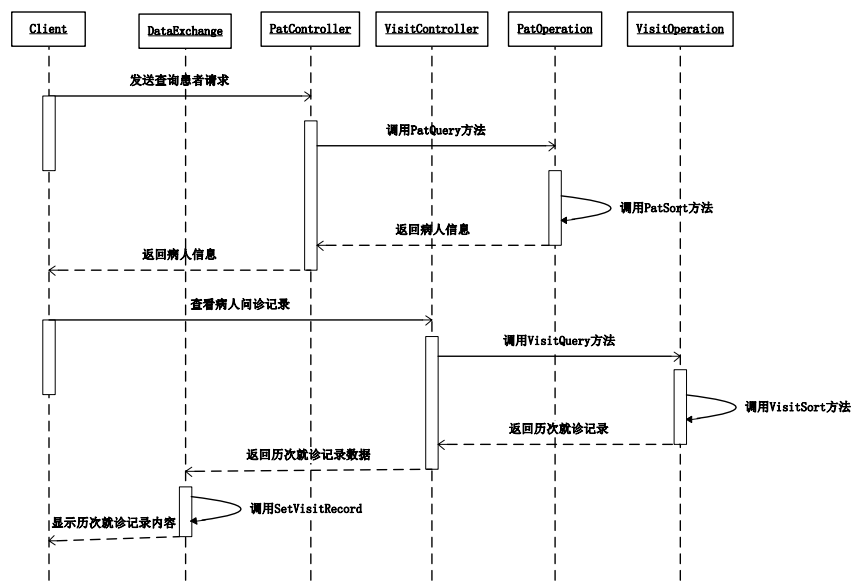 Client
DataExchange
PatController
VisitController
PatOperation
VisitOperation
发送查询患者请求
调用PatQuery方法
调用PatSort方法
返回病人信息
返回病人信息
查看病人问诊记录
调用VisitQuery方法
调用VisitSort方法
返回历次就诊记录
返回历次就诊记录数据
调用SetVisitRecord
显示历次就诊记录内容